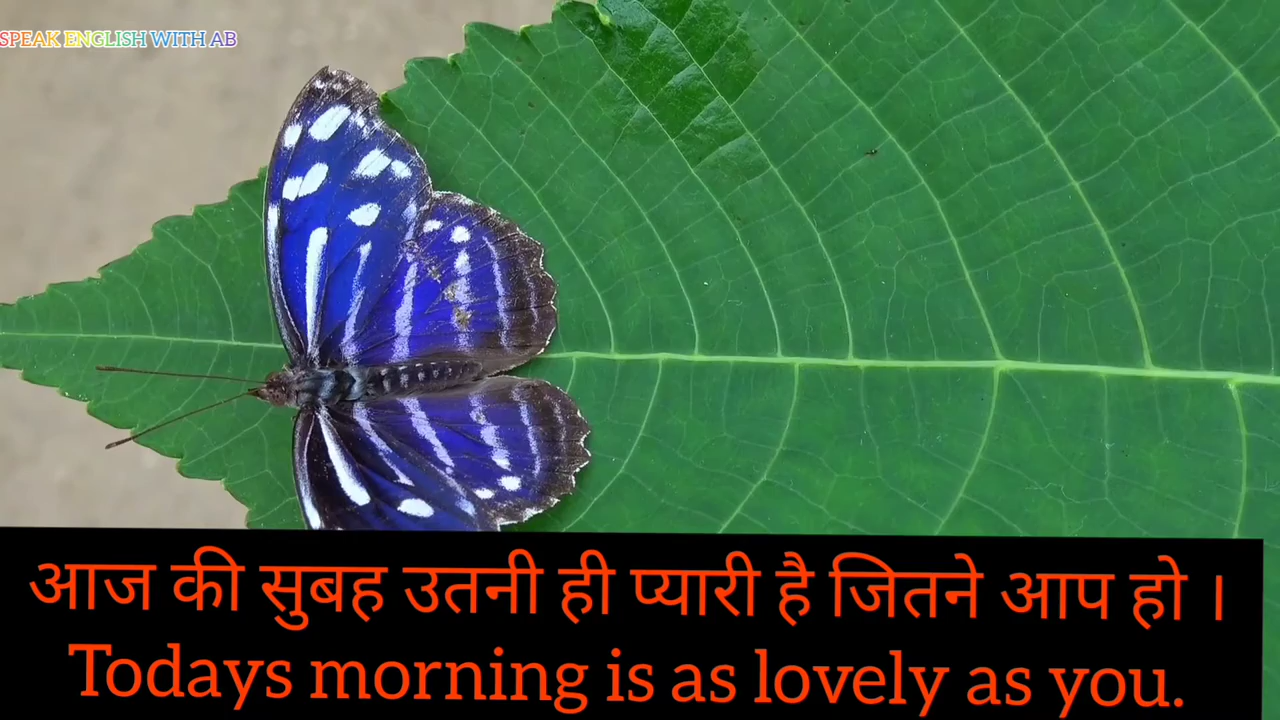 SPEAK ENGLISH WITH AB
आज की सुबह उतनी ही प्यारी है जितने आप हो ।
Todays morning is as lovely as you.